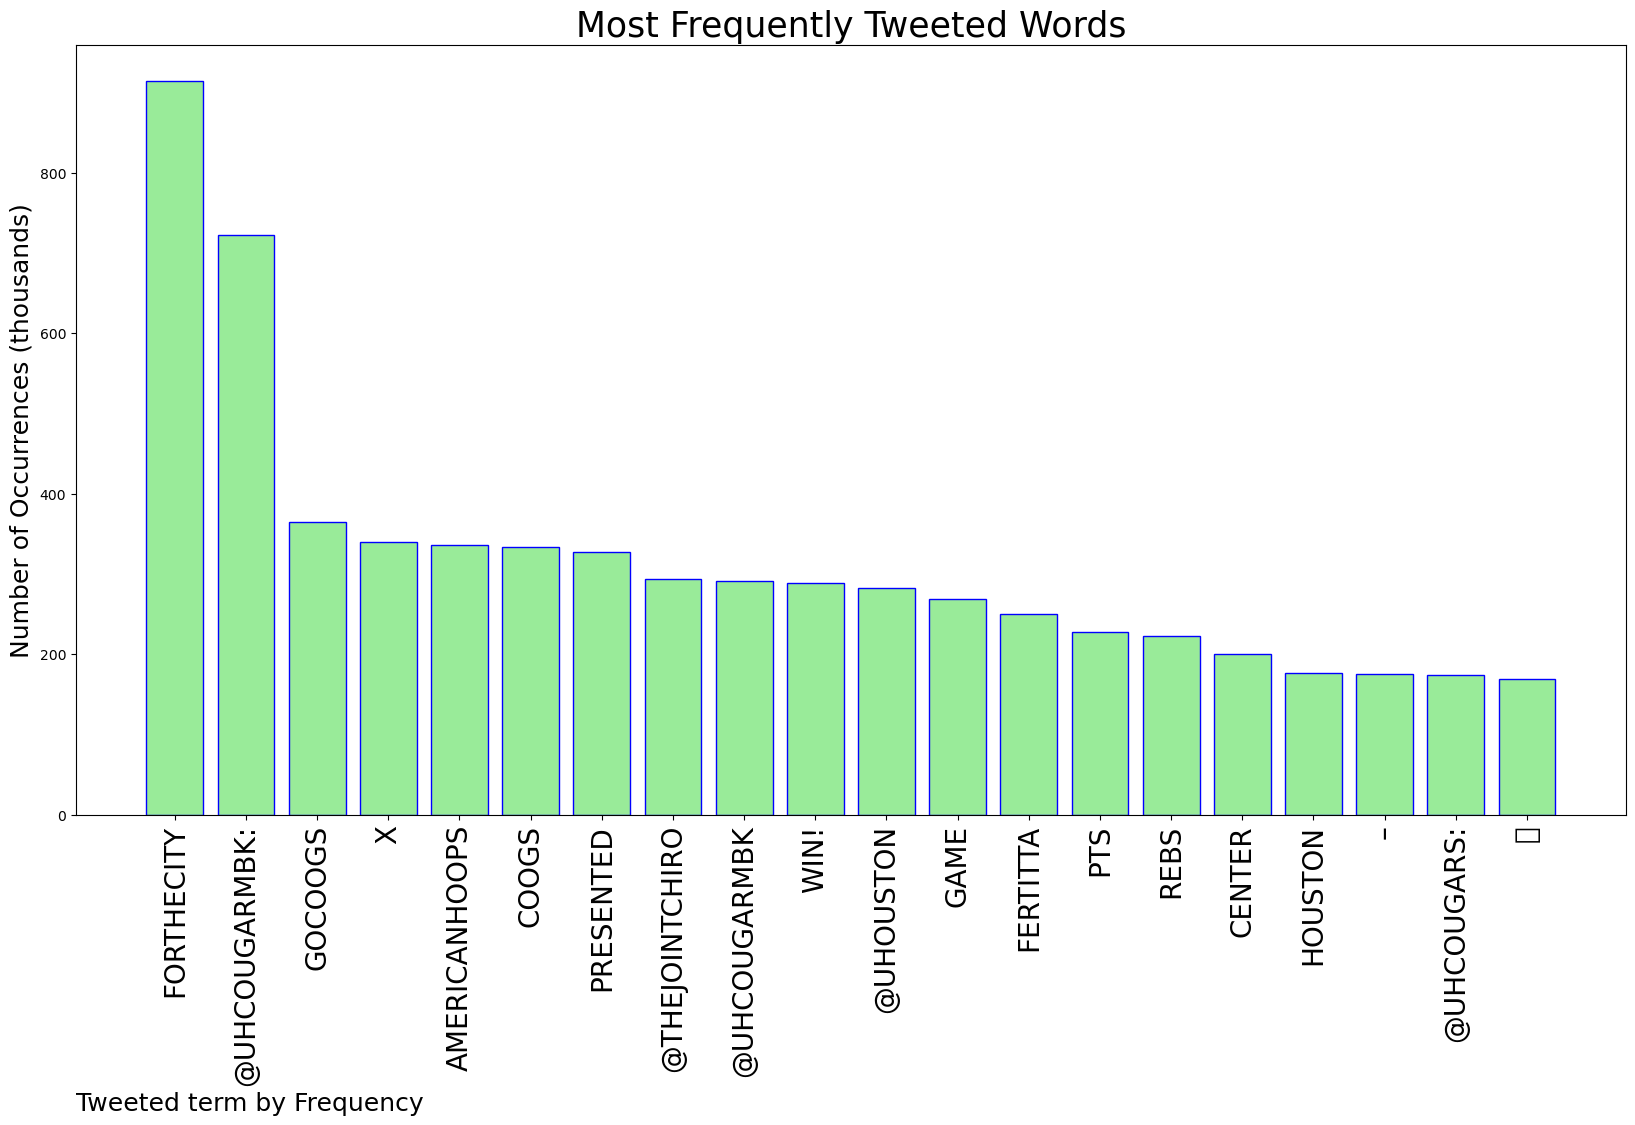 Most Frequently Tweeted Words
Number of Occurrences (thousands)
800
600
400
200
0
FORTHECITY
@UHCOUGARMBK:
GOCOOGS
X
AMERICANHOOPS
COOGS
PRESENTED
@THEJOINTCHIRO
@UHCOUGARMBK
WIN!
@UHOUSTON
GAME
FERTITTA
PTS
REBS
CENTER
HOUSTON
–
@UHCOUGARS:
Tweeted term by Frequency